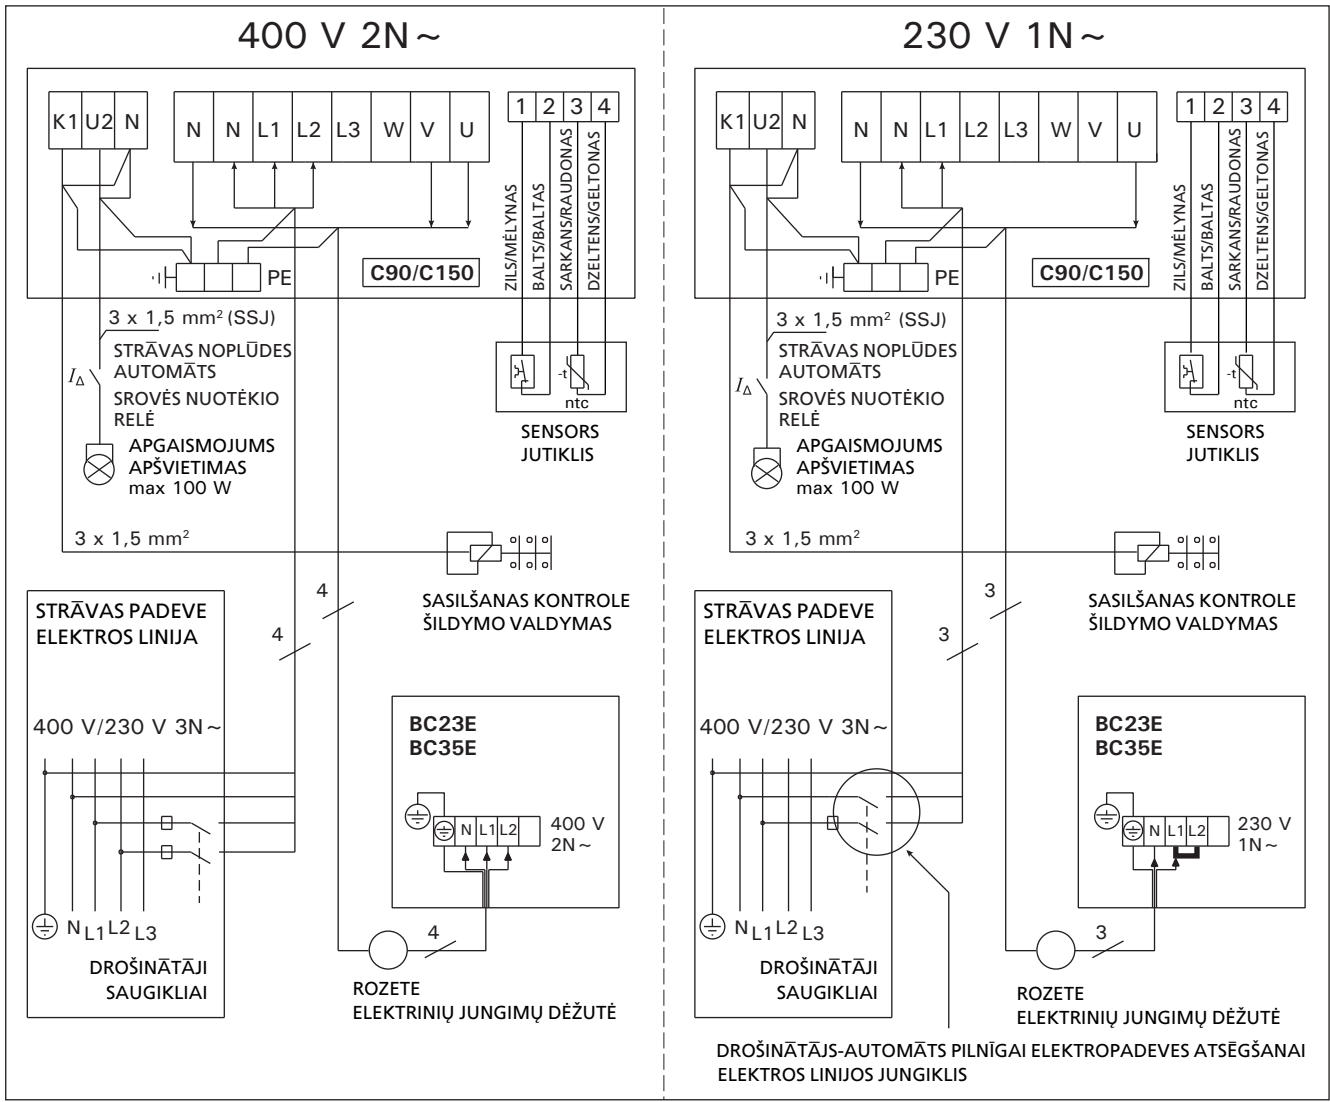 400 V 2N~
K1 U2 N
N N L1 L2 L3 W V U
1 2 3 4
ZILS/MĖLYNAS
BALTS/BALTAS
SARKANS/RAUDONAS
DZELTENS/GELTONAS
PE
C90/C150
3 x 1,5 mm² (SSJ)
STRĀVAS NOPLŪDES
AUTOMĀTS
IΔ
SROVĖS NUOTĖKIO
RELĖ
APGAISMOJUMS
APŠVIETIMAS
max 100 W
-t
ntc
SENSORS
JUTIKLIS
3 x 1,5 mm²
SASILŠANAS KONTROLE
ŠILDYMO VALDYMAS
4
4
STRĀVAS PADEVE
ELEKTROS LINIJA
400 V/230 V 3N~
N L1 L2 L3
DROŠINĀTĀJI
SAUGIKLIAI
BC23E
BC35E
N L1 L2
400 V
2N~
4
ROZETE
ELEKTRINIŲ JUNGIMŲ DĖŽUTĖ
230 V 1N~
K1 U2 N
N N L1 L2 L3 W V U
1 2 3 4
ZILS/MĖLYNAS
BALTS/BALTAS
SARKANS/RAUDONAS
DZELTENS/GELTONAS
PE
C90/C150
3 x 1,5 mm² (SSJ)
STRĀVAS NOPLŪDES
AUTOMĀTS
IΔ
SROVĖS NUOTĖKIO
RELĖ
APGAISMOJUMS
APŠVIETIMAS
max 100 W
-t
ntc
SENSORS
JUTIKLIS
3 x 1,5 mm²
SASILŠANAS KONTROLE
ŠILDYMO VALDYMAS
3
3
STRĀVAS PADEVE
ELEKTROS LINIJA
400 V/230 V 3N~
N L1 L2 L3
DROŠINĀTĀJI
SAUGIKLIAI
BC23E
BC35E
N L1 L2
230 V
1N~
3
ROZETE
ELEKTRINIŲ JUNGIMŲ DĖŽUTĖ
DROŠINĀTĀJS-AUTOMĀTS PILNĪGAI ELEKTROPADEVES ATSĒGŠANAI
ELEKTROS LINIJOS JUNGIKLIS